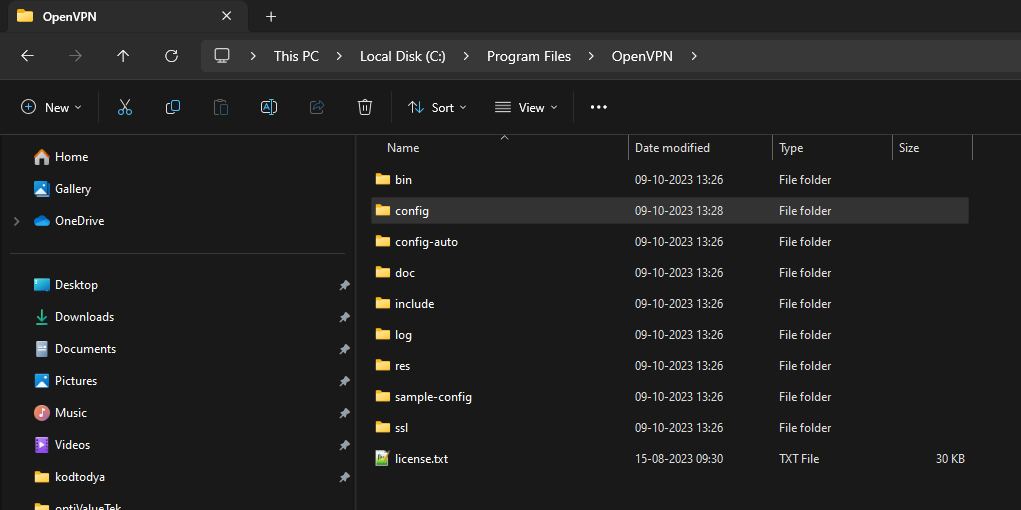 OpenVPN
This PC > Local Disk (C:) > Program Files > OpenVPN >
New Sort View
Name Date modified Type Size
Home
Gallery
OneDrive
Desktop
Downloads
Documents
Pictures
Music
Videos
kodtodya
optiValueTek
bin 09-10-2023 13:26 File folder
config 09-10-2023 13:28 File folder
config-auto 09-10-2023 13:26 File folder
doc 09-10-2023 13:26 File folder
include 09-10-2023 13:26 File folder
log 09-10-2023 13:26 File folder
res 09-10-2023 13:26 File folder
sample-config 09-10-2023 13:26 File folder
ssl 09-10-2023 13:26 File folder
license.txt 15-08-2023 09:30 TXT File 30 KB